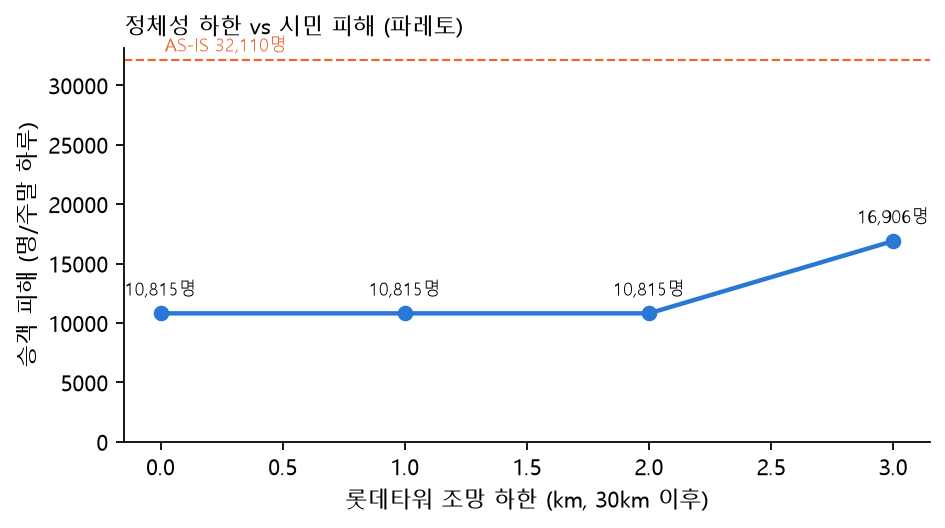 정체성 하한 vs 시민 피해 (파레토)
AS-IS 32,110명
승객 피해 (명/주말 하루)
30000
25000
20000
15000
10000
5000
0
10,815명
10,815명
10,815명
16,906명
0.0
0.5
1.0
1.5
2.0
2.5
3.0
롯데타워 조망 하한 (km, 30km 이후)